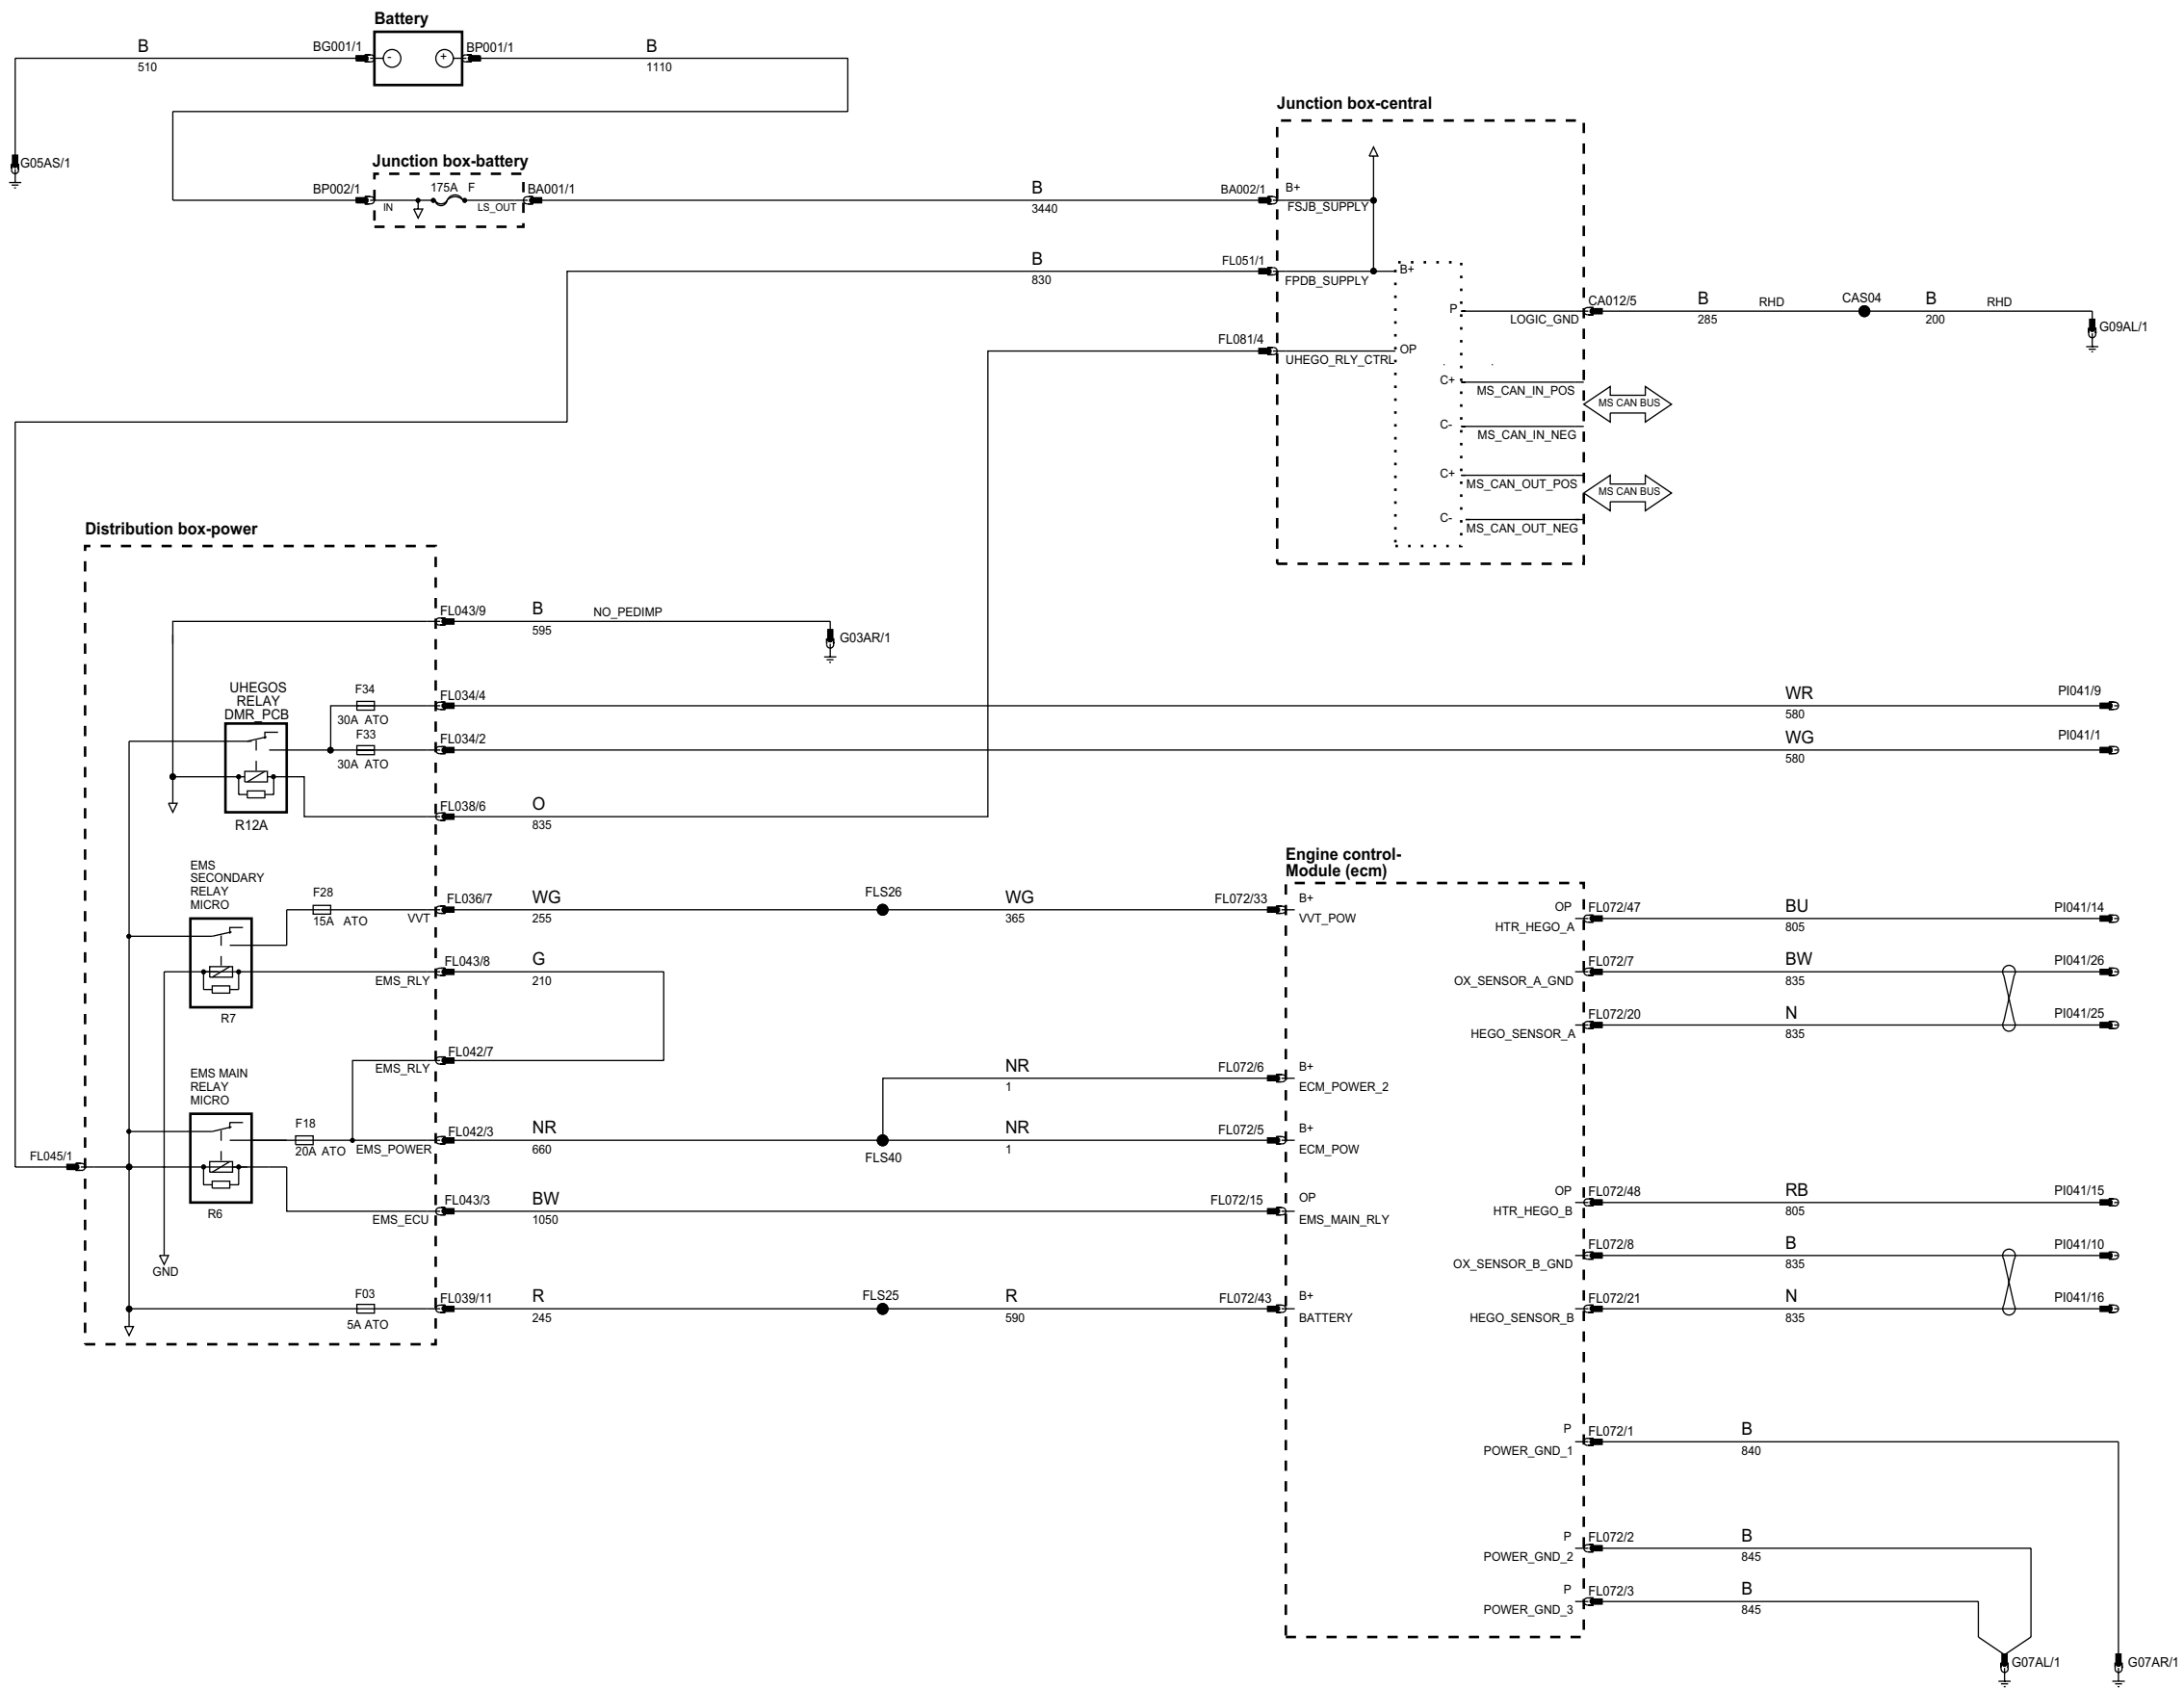 Battery
B
510
BG001/1
-
+
BP001/1
B
1110
G05AS/1
Junction box-battery
BP002/1
IN
175A F
LS_OUT
BA001/1
B
3440
Junction box-central
BA002/1
B+
FSJB_SUPPLY
B
830
FL051/1
FPDB_SUPPLY
B+
P
LOGIC_GND
CA012/5
B
285
RHD
CAS04
B
200
RHD
G09AL/1
FL081/4
UHEGO_RLY_CTRL
OP
C+
MS_CAN_IN_POS
MS CAN BUS
C-
MS_CAN_IN_NEG
C+
MS_CAN_OUT_POS
MS CAN BUS
C-
MS_CAN_OUT_NEG
Distribution box-power
FL043/9
B
595
NO_PEDIMP
G03AR/1
UHEGOS
RELAY
DMR_PCB
F34
30A ATO
FL034/4
WR
580
PI041/9
F33
30A ATO
FL034/2
WG
580
PI041/1
R12A
FL038/6
O
835
EMS
SECONDARY
RELAY
MICRO
F28
15A ATO
VVT
FL036/7
WG
255
FLS26
WG
365
FL072/33
R7
EMS_RLY
FL043/8
G
210
EMS_RLY
FL042/7
EMS MAIN
RELAY
MICRO
F18
20A ATO
EMS_POWER
FL042/3
NR
660
FLS40
NR
1
FL072/6
NR
1
FL072/5
FL045/1
R6
EMS_ECU
FL043/3
BW
1050
FL072/15
GND
F03
5A ATO
FL039/11
R
245
FLS25
R
590
FL072/43
Engine control-
Module (ecm)
B+
VVT_POW
B+
ECM_POWER_2
B+
ECM_POW
OP
EMS_MAIN_RLY
B+
BATTERY
OP
HTR_HEGO_A
FL072/47
BU
805
PI041/14
OX_SENSOR_A_GND
FL072/7
BW
835
PI041/26
HEGO_SENSOR_A
FL072/20
N
835
PI041/25
OP
HTR_HEGO_B
FL072/48
RB
805
PI041/15
OX_SENSOR_B_GND
FL072/8
B
835
PI041/10
HEGO_SENSOR_B
FL072/21
N
835
PI041/16
P
POWER_GND_1
FL072/1
B
840
P
POWER_GND_2
FL072/2
B
845
P
POWER_GND_3
FL072/3
B
845
G07AL/1
G07AR/1